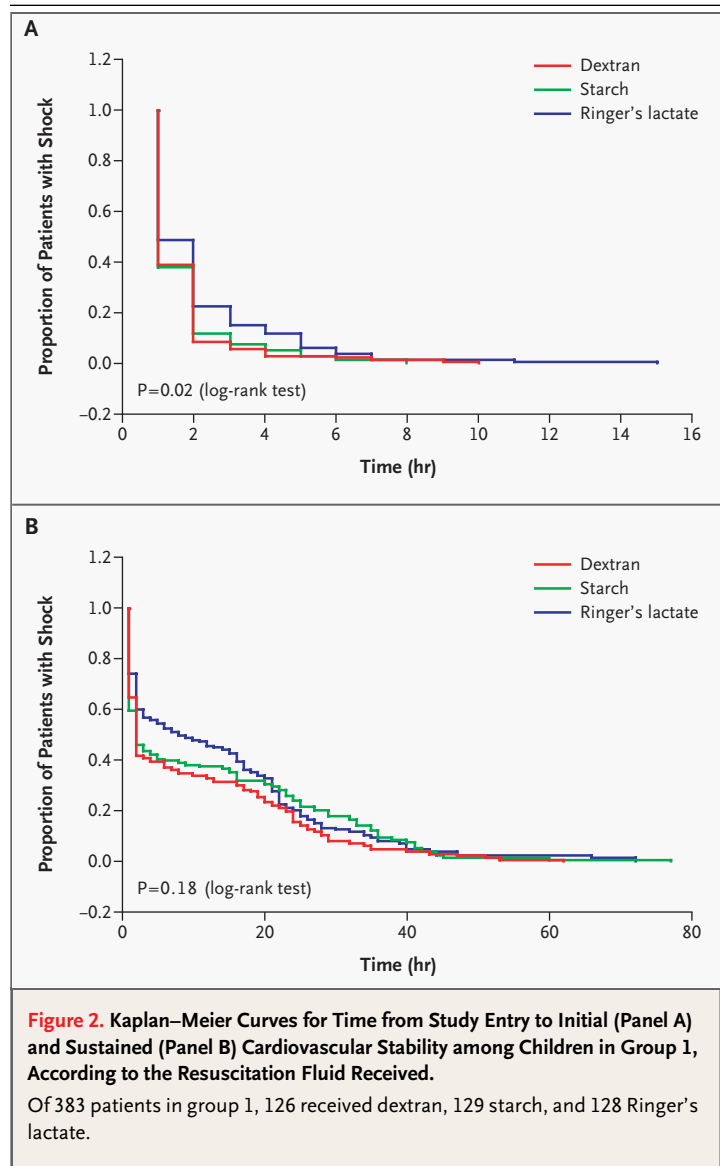 A
1.2
1.0
0.8
0.6
0.4
0.2
0.0
−0.2
Proportion of Patients with Shock
Dextran
Starch
Ringer’s lactate
P=0.02 (log-rank test)
0 2 4 6 8 10 12 14 16
Time (hr)
B
1.2
1.0
0.8
0.6
0.4
0.2
0.0
−0.2
Proportion of Patients with Shock
Dextran
Starch
Ringer’s lactate
P=0.18 (log-rank test)
0 20 40 60 80
Time (hr)
Figure 2. Kaplan–Meier Curves for Time from Study Entry to Initial (Panel A)
and Sustained (Panel B) Cardiovascular Stability among Children in Group 1,
According to the Resuscitation Fluid Received.
Of 383 patients in group 1, 126 received dextran, 129 starch, and 128 Ringer’s
lactate.